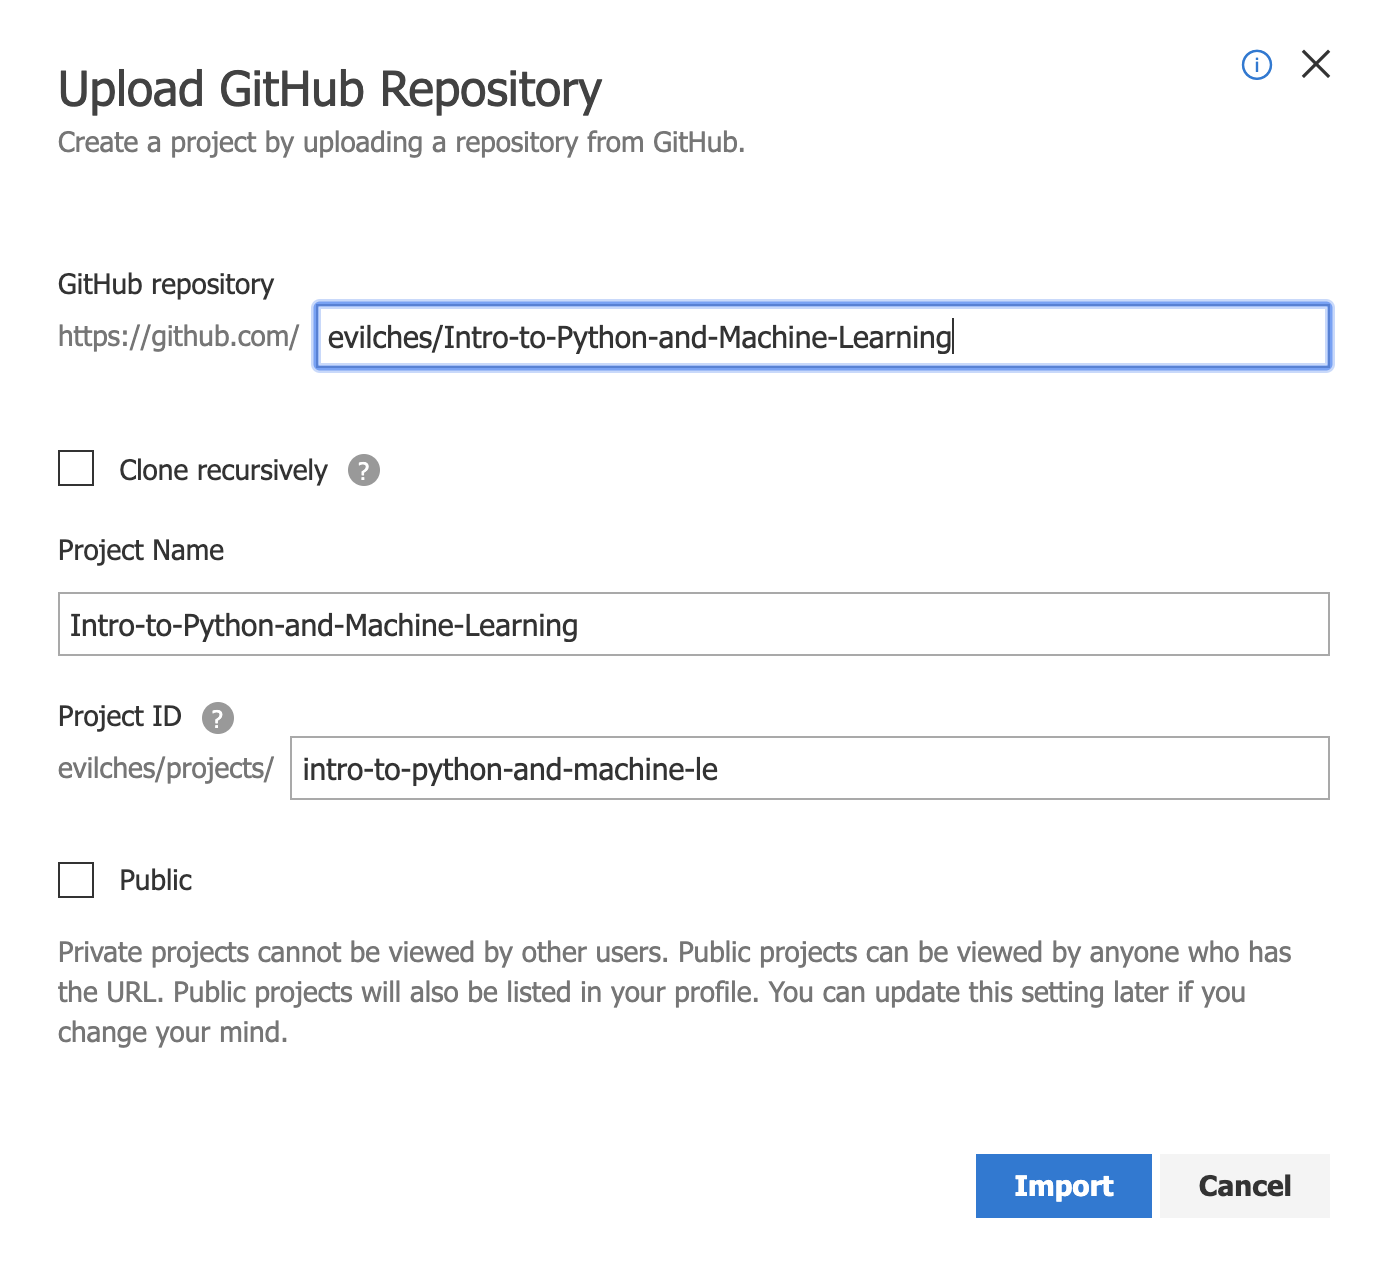 Upload GitHub Repository
Create a project by uploading a repository from GitHub.
GitHub repository
https://github.com/ evilches/Intro-to-Python-and-Machine-Learning
Clone recursively ?
Project Name
Intro-to-Python-and-Machine-Learning
Project ID ?
evilches/projects/ intro-to-python-and-machine-le
Public
Private projects cannot be viewed by other users. Public projects can be viewed by anyone who has
the URL. Public projects will also be listed in your profile. You can update this setting later if you
change your mind.
Import Cancel